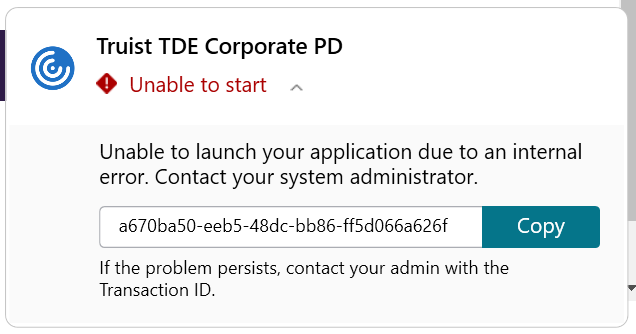 Truist TDE Corporate PD
Unable to start
Unable to launch your application due to an internal
error. Contact your system administrator.
a670ba50-eeb5-48dc-bb86-ff5d066a626f
Copy
If the problem persists, contact your admin with the
Transaction ID.